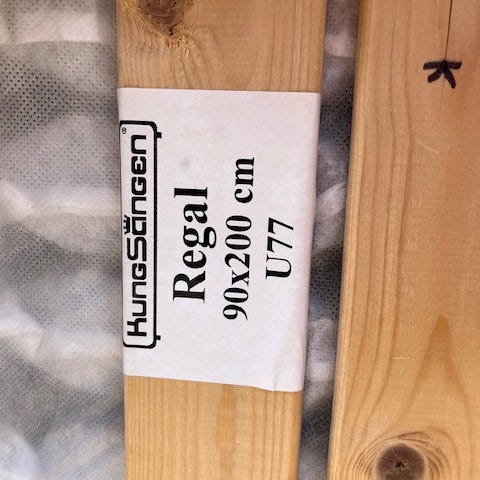 KungSängen®
Regal
90x200 cm
U77
K